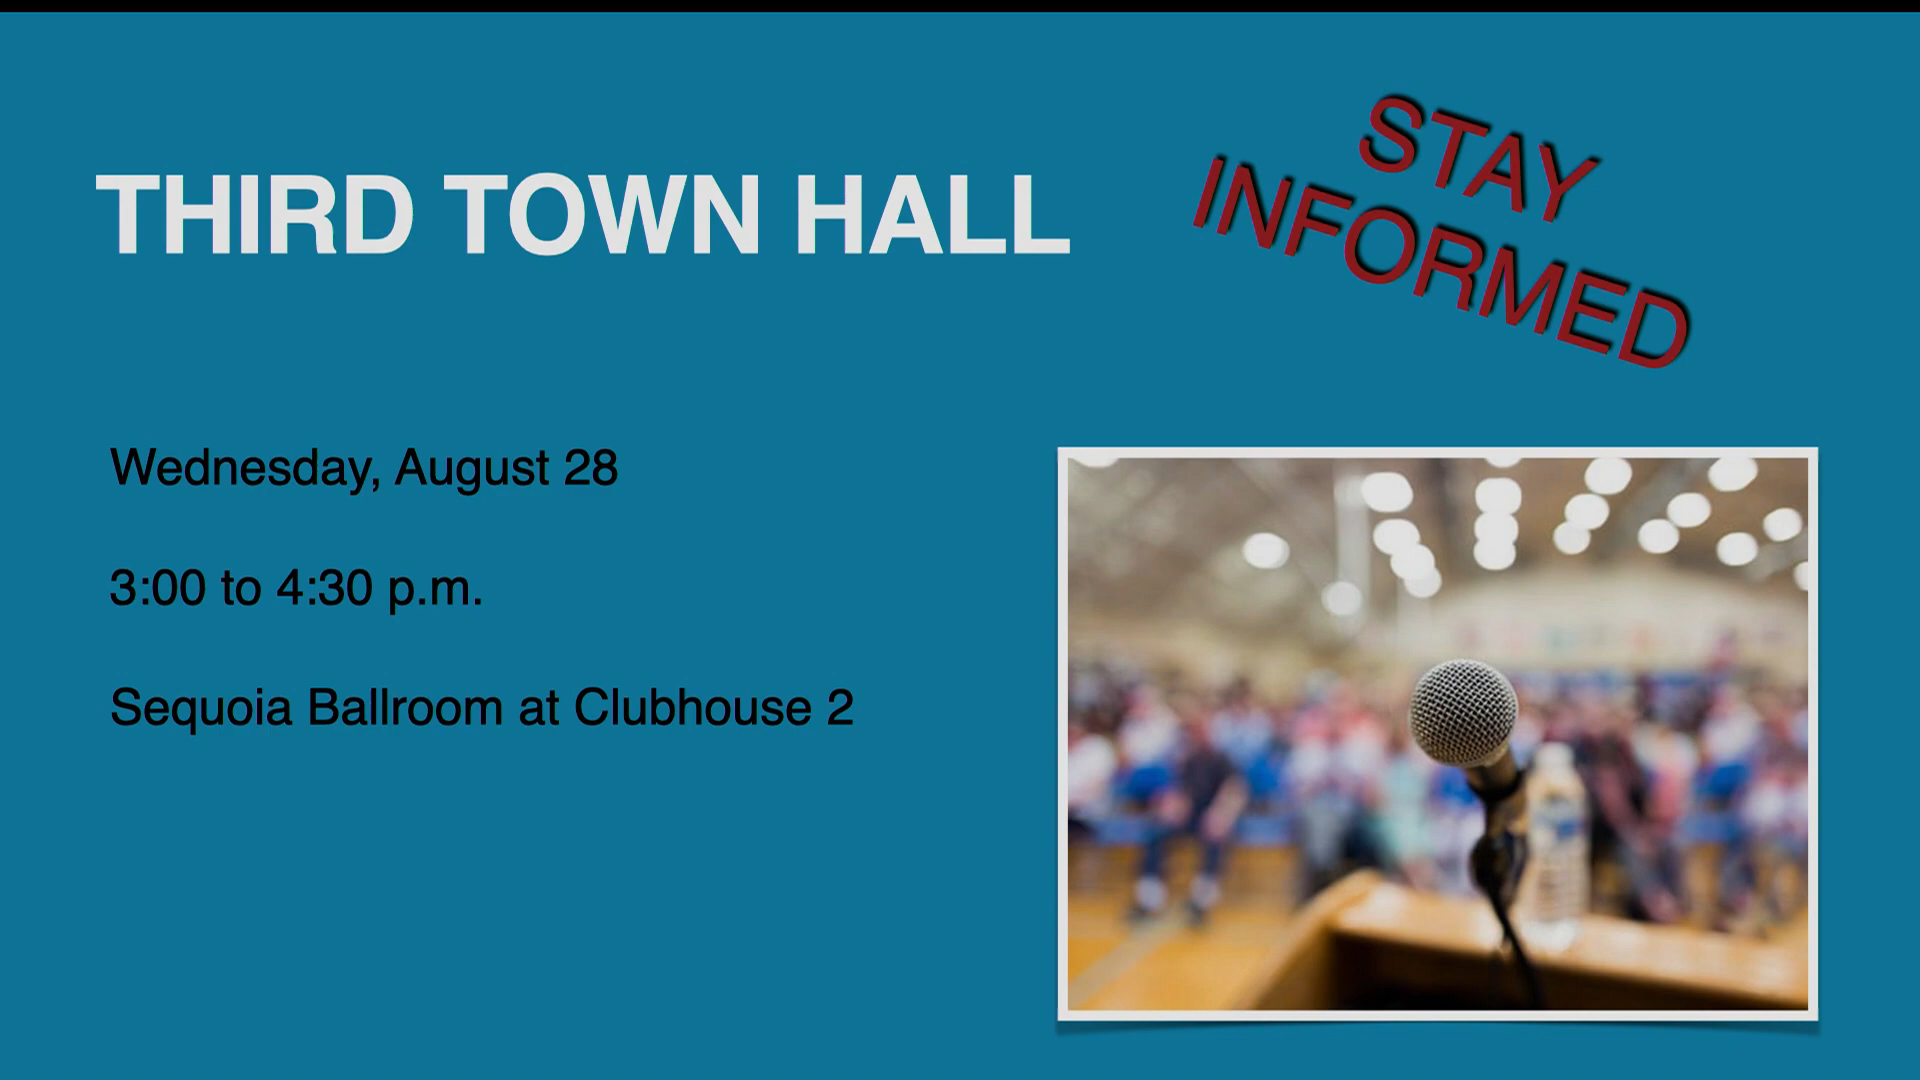 THIRD TOWN HALL
STAY
INFORMED
Wednesday, August 28
3:00 to 4:30 p.m.
Sequoia Ballroom at Clubhouse 2